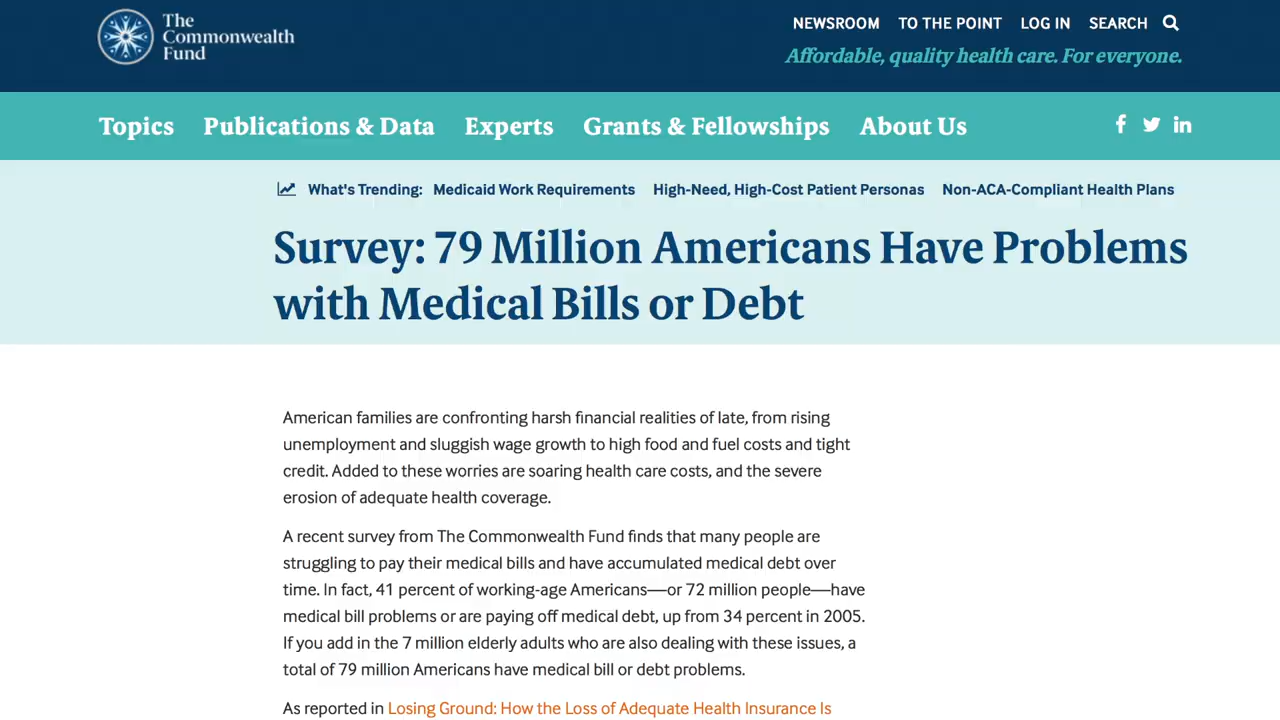 The
Commonwealth
Fund
NEWSROOM TO THE POINT LOG IN SEARCH
Affordable, quality health care. For everyone.
Topics Publications & Data Experts Grants & Fellowships About Us
What's Trending: Medicaid Work Requirements High-Need, High-Cost Patient Personas Non-ACA-Compliant Health Plans
Survey: 79 Million Americans Have Problems
with Medical Bills or Debt
American families are confronting harsh financial realities of late, from rising
unemployment and sluggish wage growth to high food and fuel costs and tight
credit. Added to these worries are soaring health care costs, and the severe
erosion of adequate health coverage.
A recent survey from The Commonwealth Fund finds that many people are
struggling to pay their medical bills and have accumulated medical debt over
time. In fact, 41 percent of working-age Americans—or 72 million people—have
medical bill problems or are paying off medical debt, up from 34 percent in 2005.
If you add in the 7 million elderly adults who are also dealing with these issues, a
total of 79 million Americans have medical bill or debt problems.
As reported in Losing Ground: How the Loss of Adequate Health Insurance Is